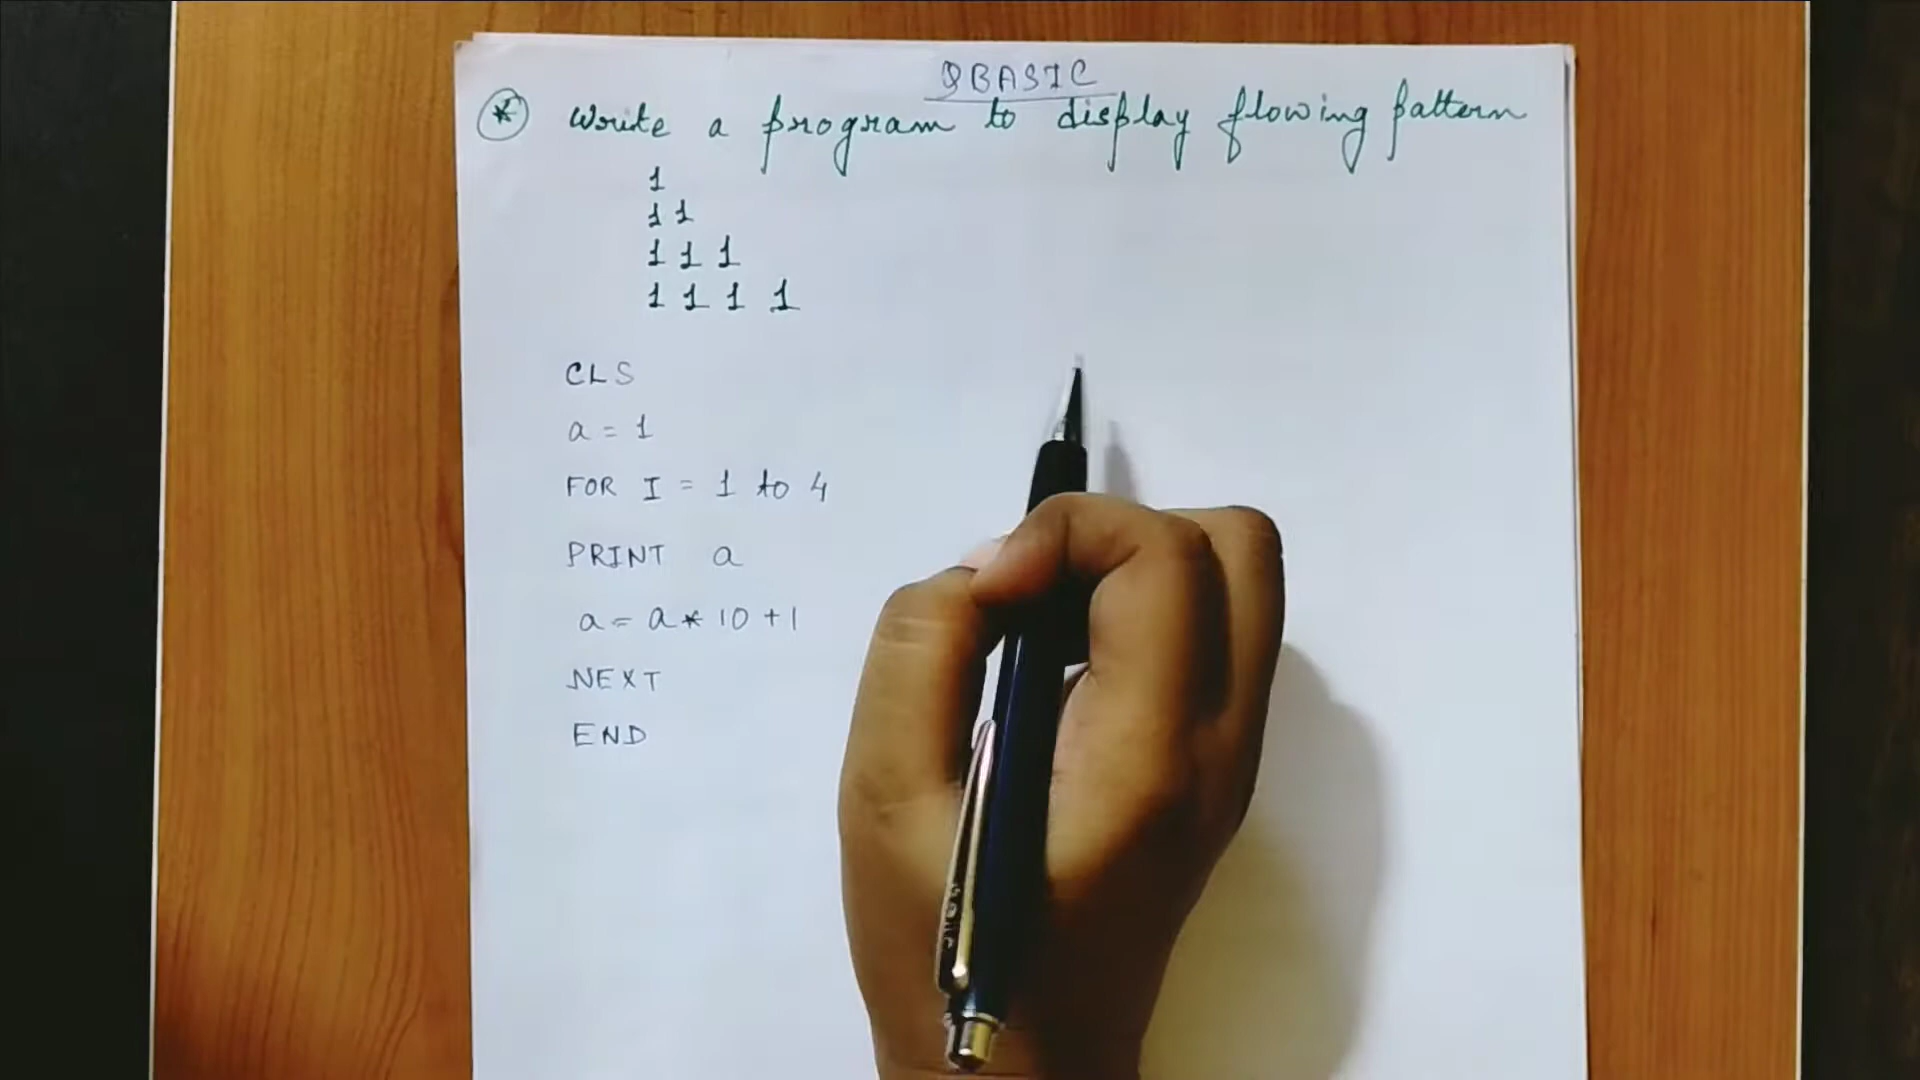 QBASIC
* Write a program to display flowing pattern
1
1 1
1 1 1
1 1 1 1
CLS
a = 1
FOR I = 1 to 4
PRINT a
a = a * 10 + 1
NEXT
END